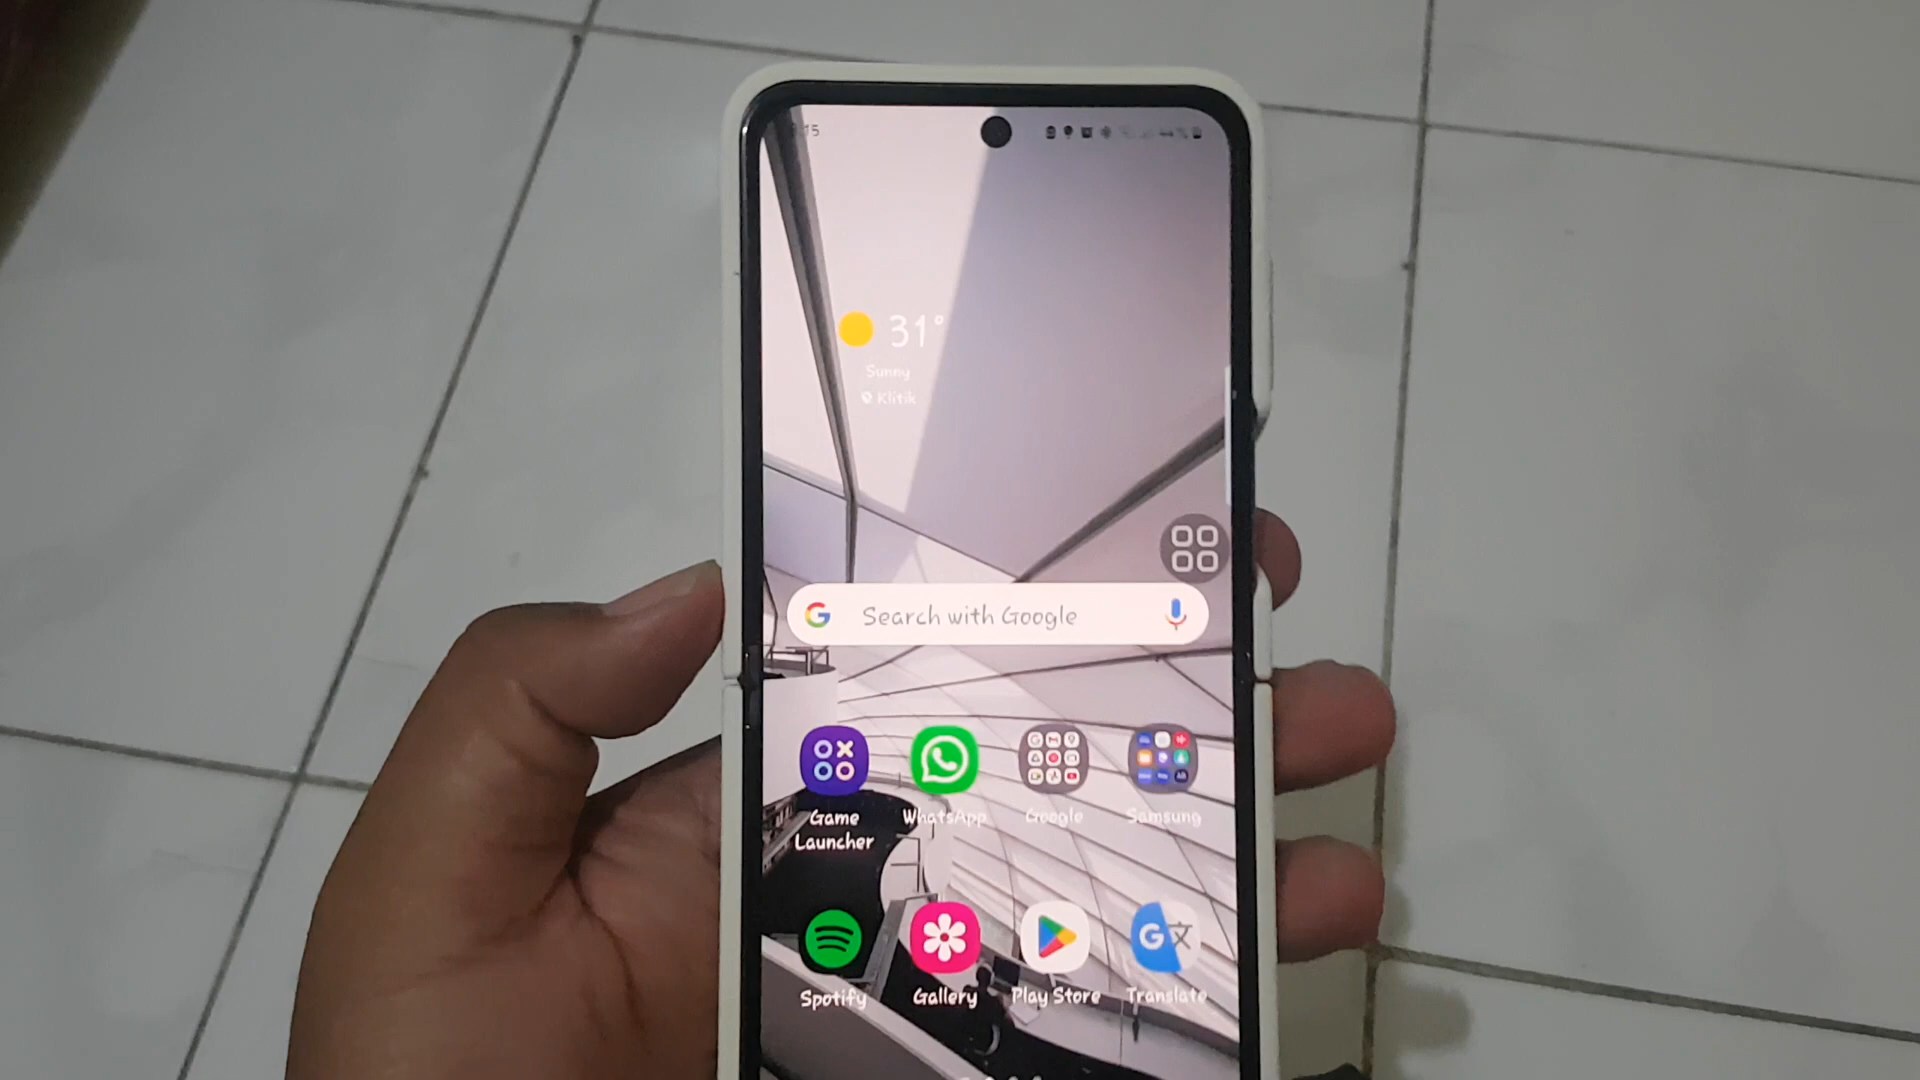 31°
Sunny
Klitik
Search with Google
Game Launcher
WhatsApp
Google
Samsung
Spotify
Gallery
Play Store
Translate